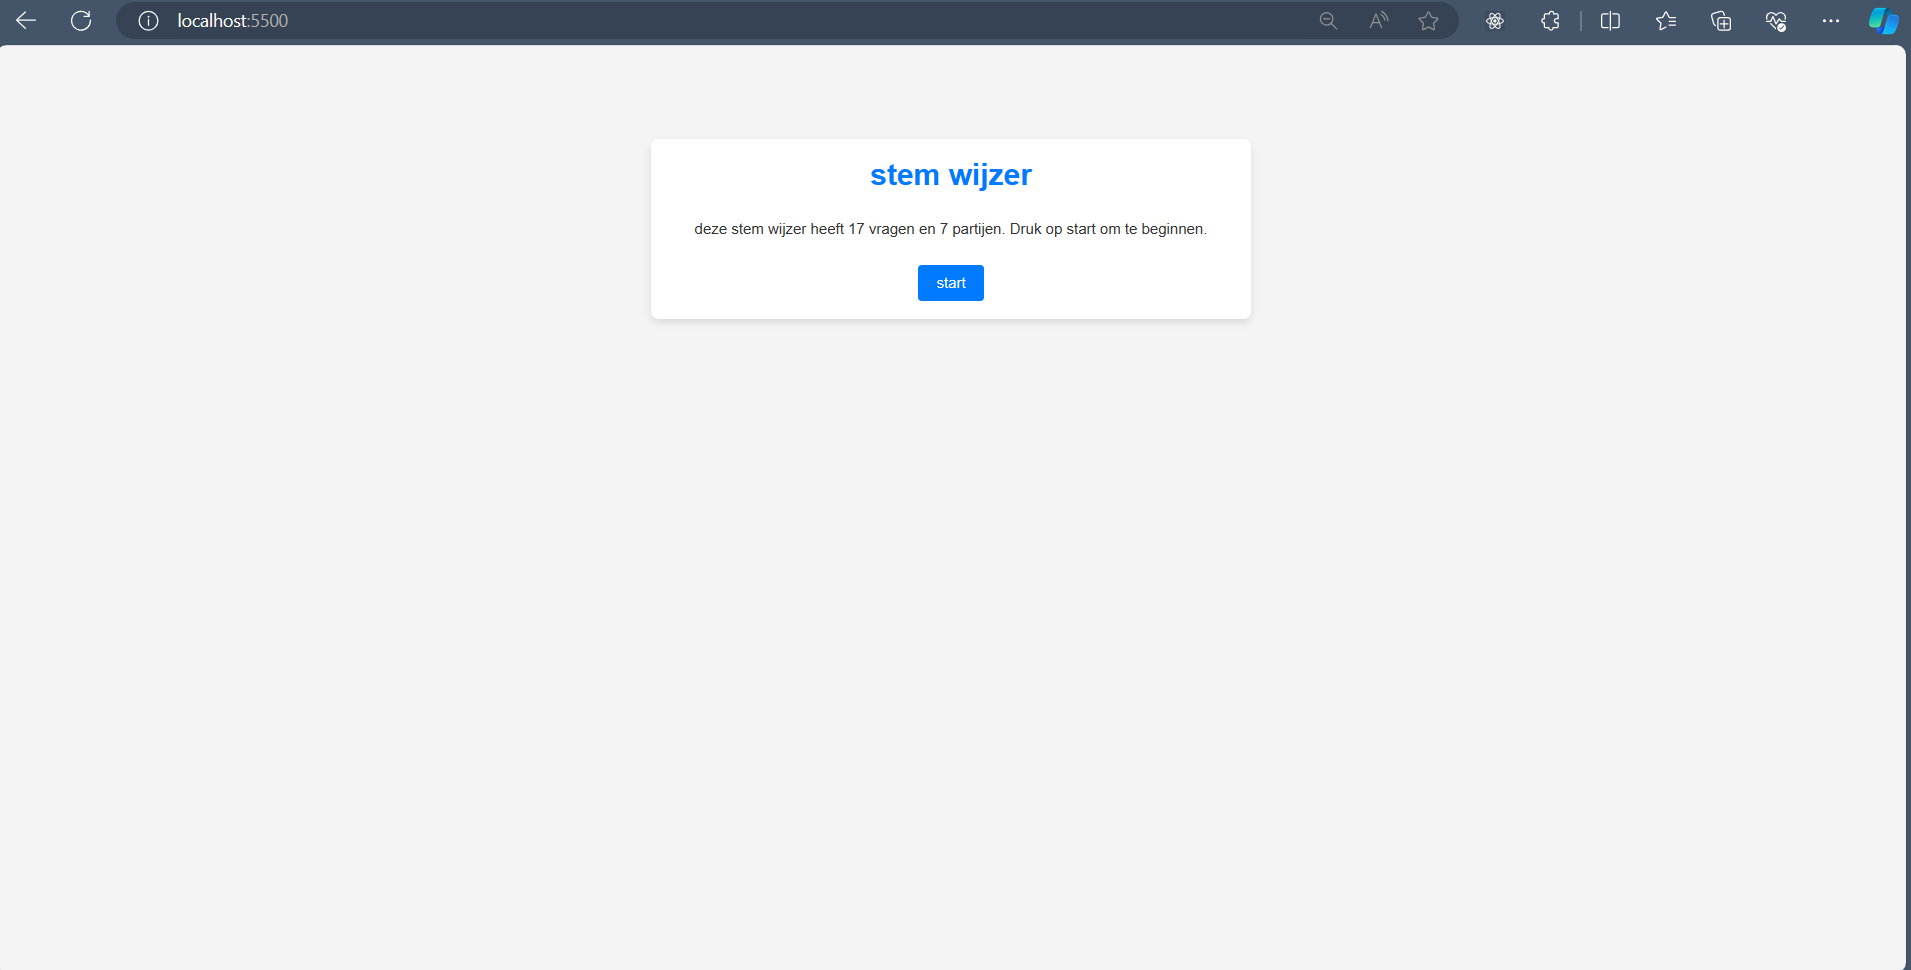 localhost:5500
stem wijzer
deze stem wijzer heeft 17 vragen en 7 partijen. Druk op start om te beginnen.
start